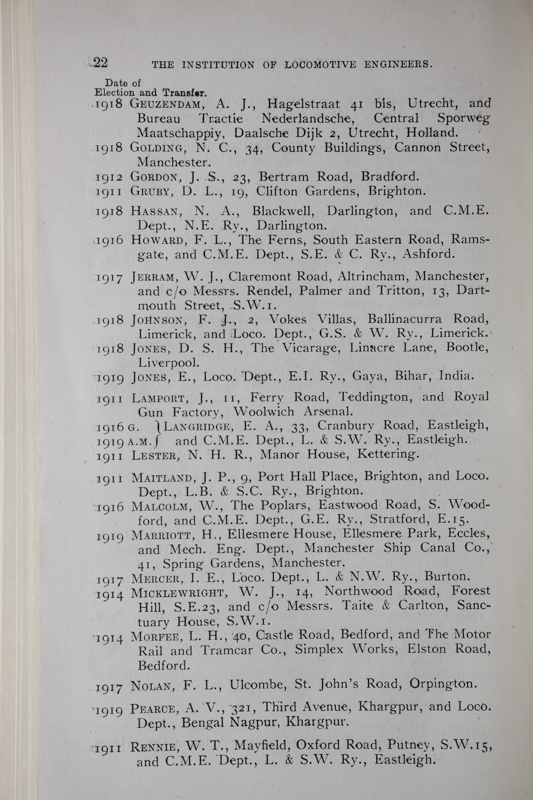 22 THE INSTITUTION OF LOCOMOTIVE ENGINEERS.
Date of
Election and Transfer.
1918 GEUZENDAM, A. J., Hagelstraat 41 bis, Utrecht, and
Bureau Tractie Nederlandsche, Central Sporweg
Maatschappiy, Daalsche Dijk 2, Utrecht, Holland.
1918 GOLDING, N. C., 34, County Buildings, Cannon Street,
Manchester.
1912 GORDON, J. S., 23, Bertram Road, Bradford.
1911 GRUBY, D. L., 19, Clifton Gardens, Brighton.
1918 HASSAN, N. A., Blackwell, Darlington, and C.M.E.
Dept., N.E. Ry., Darlington.
1916 HOWARD, F. L., The Ferns, South Eastern Road, Rams-
gate, and C.M.E. Dept., S.E. & C. Ry., Ashford.
1917 JERRAM, W. J., Claremont Road, Altrincham, Manchester,
and c/o Messrs. Rendel, Palmer and Tritton, 13, Dart-
mouth Street, S.W.1.
1918 JOHNSON, F. J., 2, Vokes Villas, Ballinacurra Road,
Limerick, and Loco. Dept., G.S. & W. Ry., Limerick.
1918 JONES, D. S. H., The Vicarage, Linacre Lane, Bootle,
Liverpool.
1919 JONES, E., Loco. Dept., E.I. Ry., Gaya, Bihar, India.
1911 LAMPORT, J., 11, Ferry Road, Teddington, and Royal
Gun Factory, Woolwich Arsenal.
1916 G. } LANGRIDGE, E. A., 33, Cranbury Road, Eastleigh,
1919 A.M. } and C.M.E. Dept., L. & S.W. Ry., Eastleigh.
1911 LESTER, N. H. R., Manor House, Kettering.
1911 MAITLAND, J. P., 9, Port Hall Place, Brighton, and Loco.
Dept., L.B. & S.C. Ry., Brighton.
1916 MALCOLM, W., The Poplars, Eastwood Road, S. Wood-
ford, and C.M.E. Dept., G.E. Ry., Stratford, E.15.
1919 MARRIOTT, H., Ellesmere House, Ellesmere Park, Eccles,
and Mech. Eng. Dept., Manchester Ship Canal Co.,
41, Spring Gardens, Manchester.
1917 MERCER, I. E., Loco. Dept., L. & N.W. Ry., Burton.
1914 MICKLEWRIGHT, W. J., 14, Northwood Road, Forest
Hill, S.E.23, and c/o Messrs. Taite & Carlton, Sanc-
tuary House, S.W.1.
1914 MORFEE, L. H., 40, Castle Road, Bedford, and The Motor
Rail and Tramcar Co., Simplex Works, Elston Road,
Bedford.
1917 NOLAN, F. L., Ulcombe, St. John's Road, Orpington.
1919 PEARCE, A. V., 321, Third Avenue, Khargpur, and Loco.
Dept., Bengal Nagpur, Khargpur.
1911 RENNIE, W. T., Mayfield, Oxford Road, Putney, S.W.15,
and C.M.E. Dept., L. & S.W. Ry., Eastleigh.